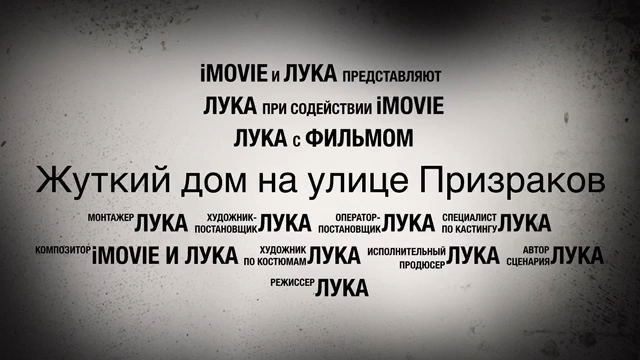 iMOVIE И ЛУКА ПРЕДСТАВЛЯЮТ
ЛУКА ПРИ СОДЕЙСТВИИ iMOVIE
ЛУКА С ФИЛЬМОМ
Жуткий дом на улице Призраков
МОНТАЖЕР ЛУКА ХУДОЖНИК-ПОСТАНОВЩИК ЛУКА ОПЕРАТОР-ПОСТАНОВЩИК ЛУКА СПЕЦИАЛИСТ ПО КАСТИНГУ ЛУКА
КОМПОЗИТОР iMOVIE И ЛУКА ХУДОЖНИК ПО КОСТЮМАМ ЛУКА ИСПОЛНИТЕЛЬНЫЙ ПРОДЮСЕР ЛУКА АВТОР СЦЕНАРИЯ ЛУКА
РЕЖИССЕР ЛУКА